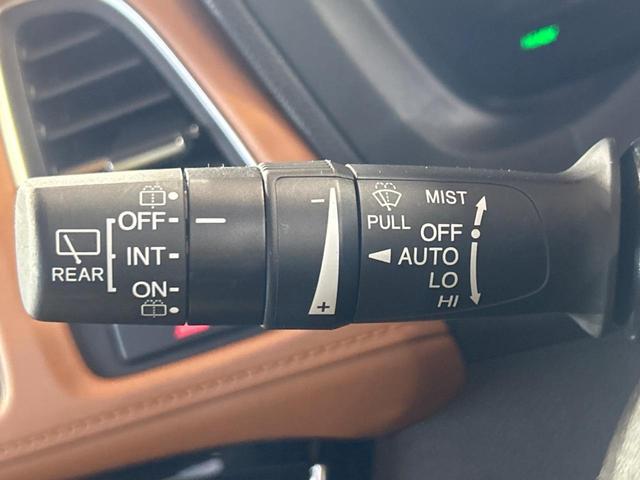 REAR
OFF
INT
ON
−
+
PULL
MIST
OFF
AUTO
LO
HI